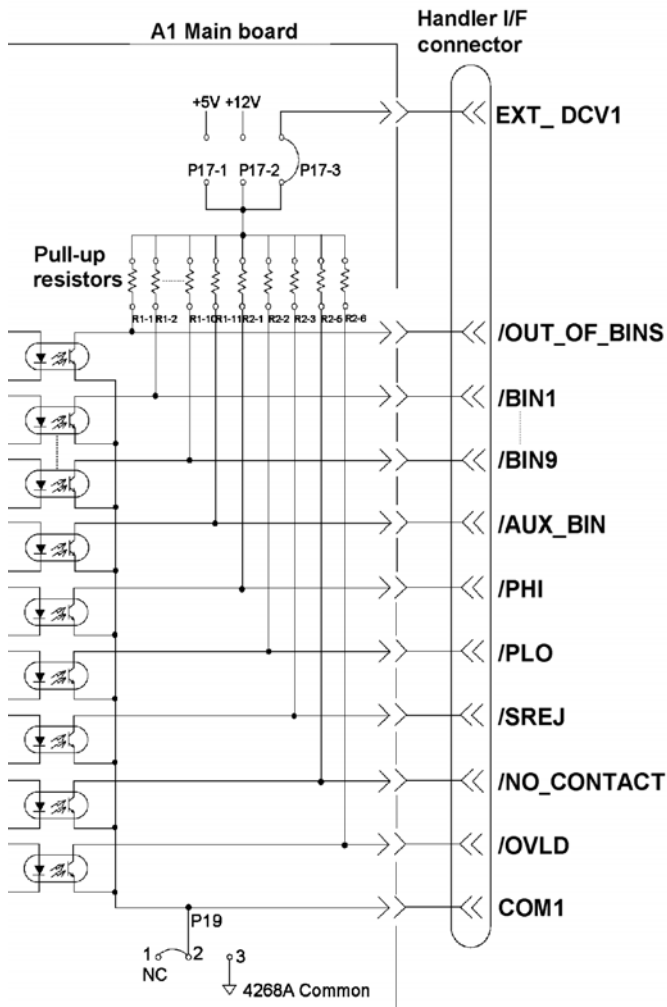 A1 Main board
Handler I/F
connector
+5V +12V
EXT_ DCV1
P17-1 P17-2 P17-3
Pull-up
resistors
R1-1 R1-2 R1-10 R1-11 R2-1 R2-2 R2-3 R2-5 R2-6
/OUT_OF_BINS
/BIN1
/BIN9
/AUX_BIN
/PHI
/PLO
/SREJ
/NO_CONTACT
/OVLD
COM1
P19
1 2 3
NC
4268A Common